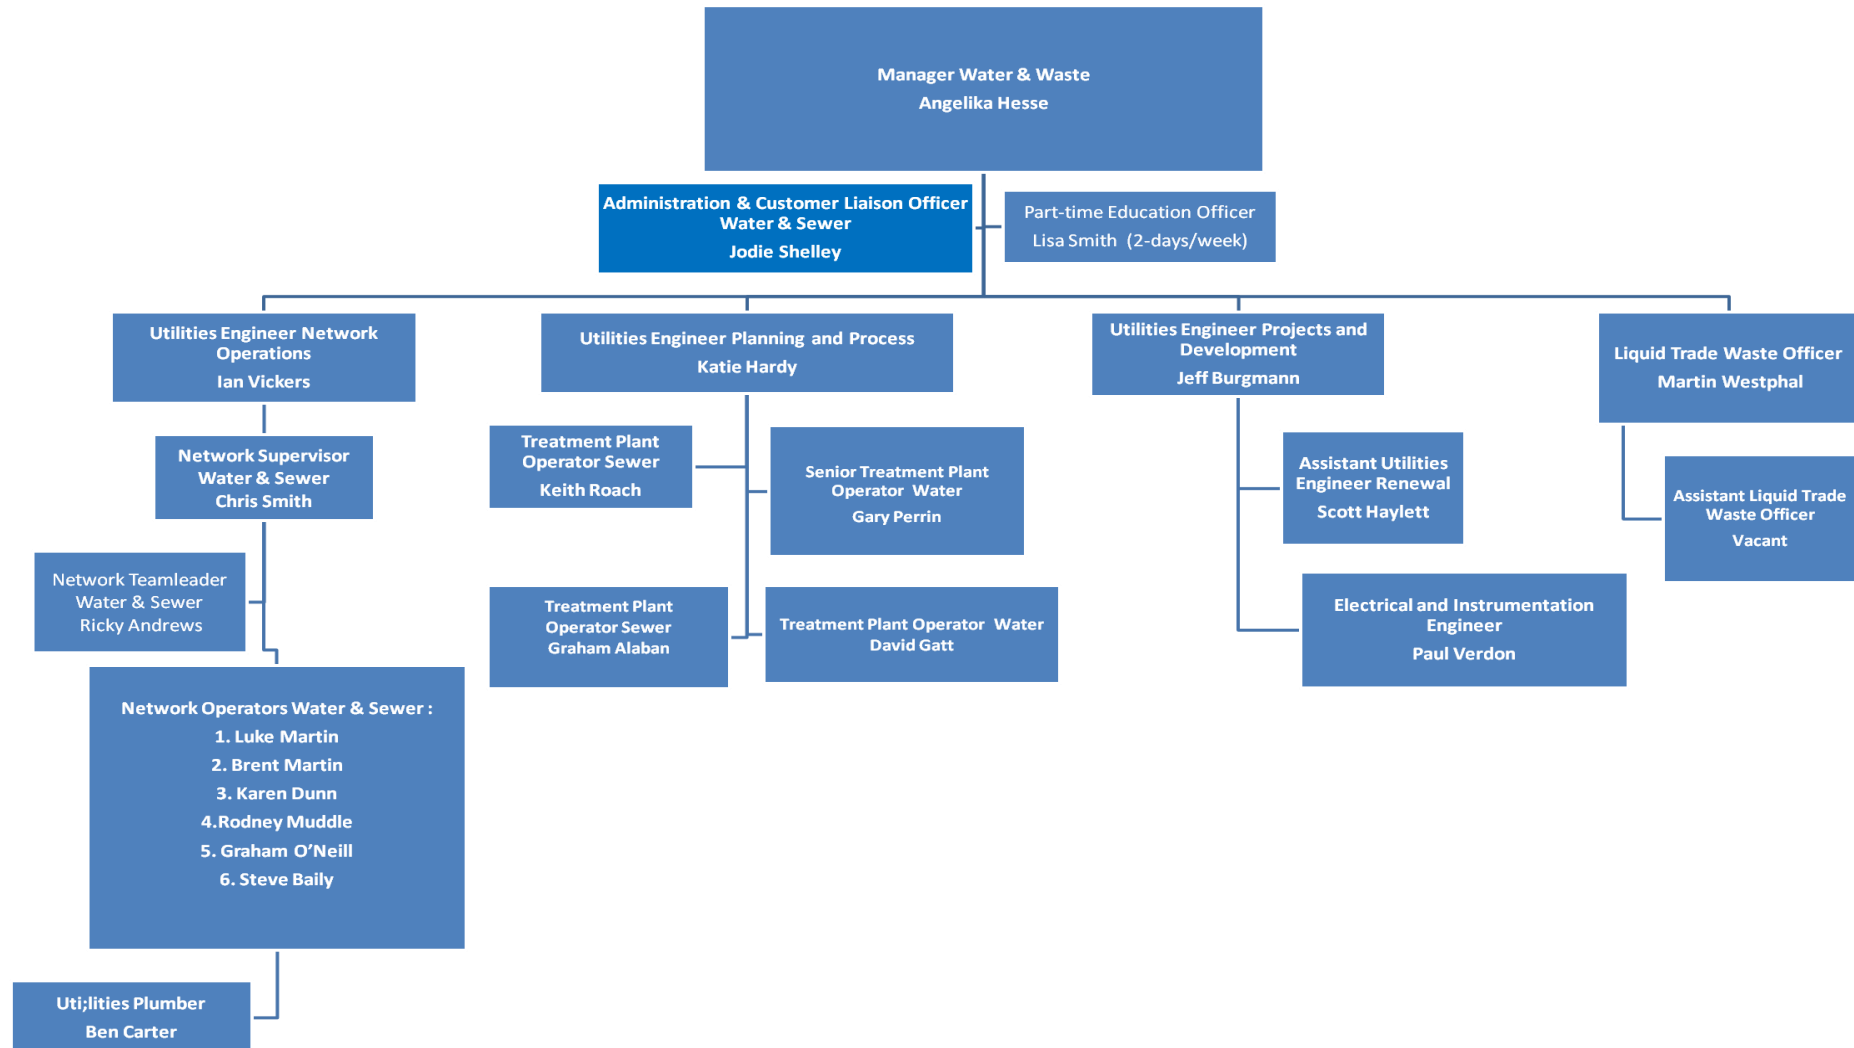 Manager Water & Waste
Angelika Hesse
Administration & Customer Liaison Officer
Water & Sewer
Jodie Shelley
Part-time Education Officer
Lisa Smith (2-days/week)
Utilities Engineer Network
Operations
Ian Vickers
Utilities Engineer Planning and Process
Katie Hardy
Utilities Engineer Projects and
Development
Jeff Burgmann
Liquid Trade Waste Officer
Martin Westphal
Network Supervisor
Water & Sewer
Chris Smith
Treatment Plant
Operator Sewer
Keith Roach
Senior Treatment Plant
Operator Water
Gary Perrin
Assistant Utilities
Engineer Renewal
Scott Haylett
Assistant Liquid Trade
Waste Officer
Vacant
Network Teamleader
Water & Sewer
Ricky Andrews
Treatment Plant
Operator Sewer
Graham Alaban
Treatment Plant Operator Water
David Gatt
Electrical and Instrumentation
Engineer
Paul Verdon
Network Operators Water & Sewer :
1. Luke Martin
2. Brent Martin
3. Karen Dunn
4.Rodney Muddle
5. Graham O’Neill
6. Steve Baily
Uti;lities Plumber
Ben Carter